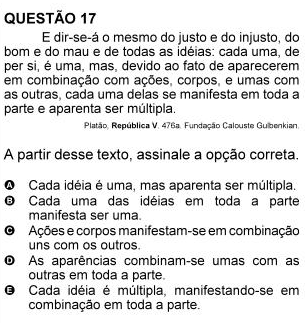 QUESTÃO 17
E dir-se-á o mesmo do justo e do injusto, do
bom e do mau e de todas as idéias: cada uma, de
per si, é uma, mas, devido ao fato de aparecerem
em combinação com ações, corpos, e umas com
as outras, cada uma delas se manifesta em toda a
parte e aparenta ser múltipla.
Platão, República V. 476a. Fundação Calouste Gulbenkian.
A partir desse texto, assinale a opção correta.
A Cada idéia é uma, mas aparenta ser múltipla.
B Cada uma das idéias em toda a parte
manifesta ser uma.
C Ações e corpos manifestam-se em combinação
uns com os outros.
D As aparências combinam-se umas com as
outras em toda a parte.
E Cada idéia é múltipla, manifestando-se em
combinação em toda a parte.